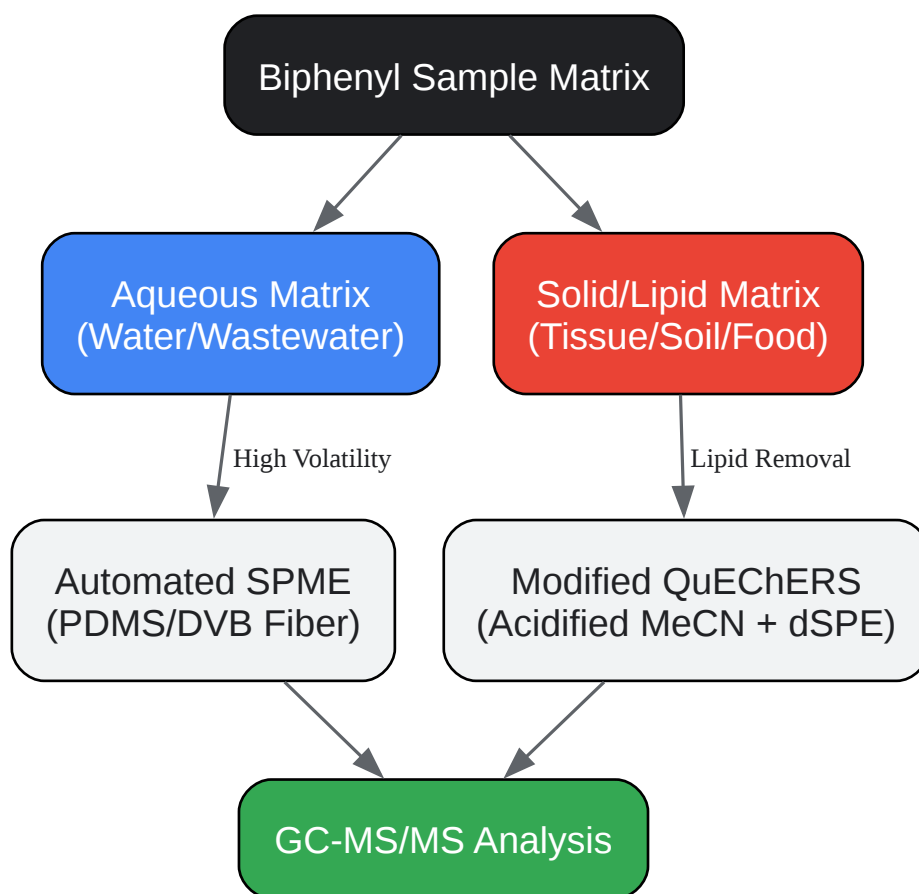 Biphenyl Sample Matrix
Aqueous Matrix
(Water/Wastewater)
Solid/Lipid Matrix
(Tissue/Soil/Food)
High Volatility
Lipid Removal
Automated SPME
(PDMS/DVB Fiber)
Modified QuEChERS
(Acidified MeCN + dSPE)
GC-MS/MS Analysis